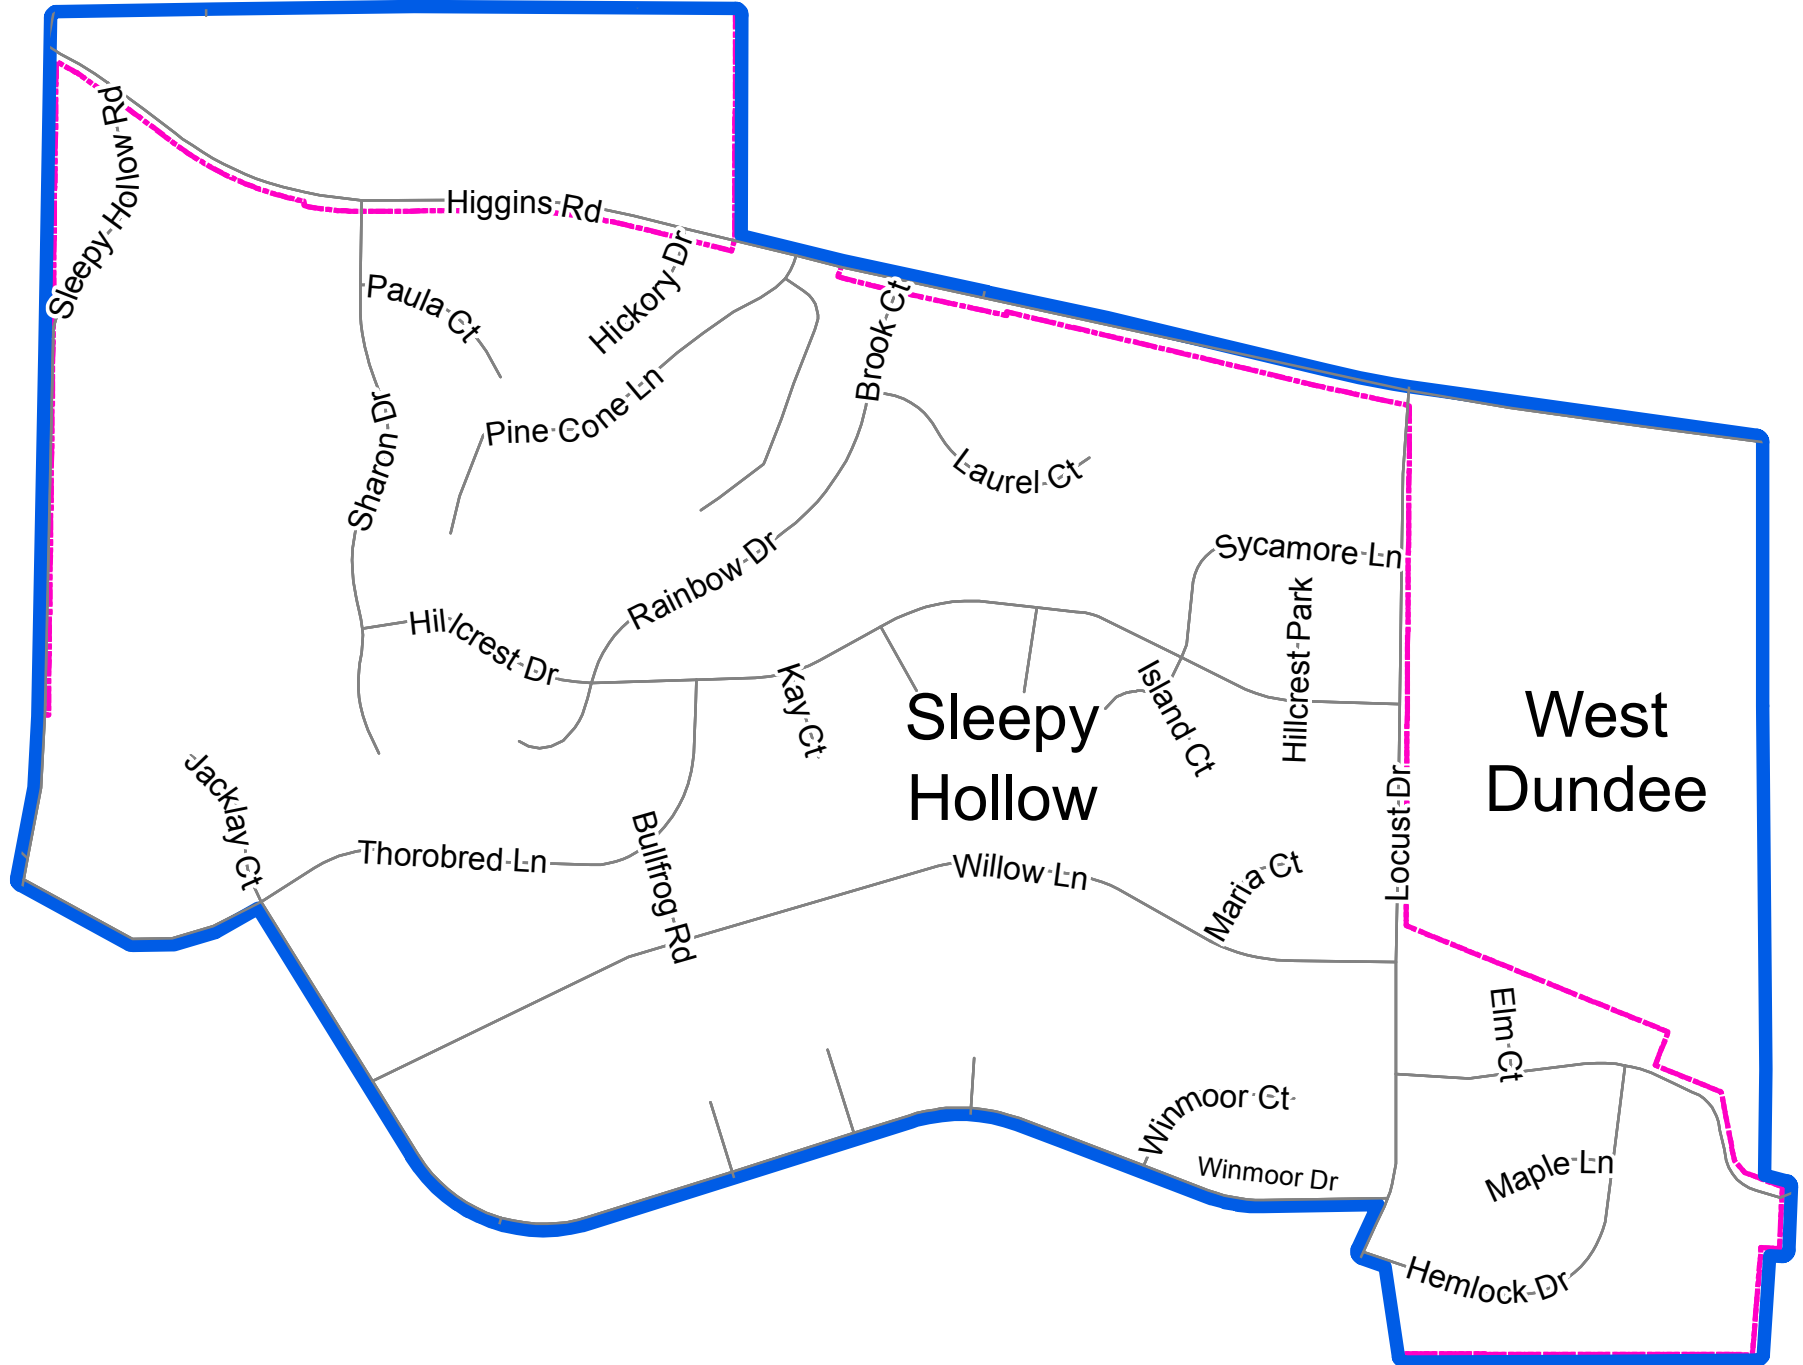 Sleepy Hollow Rd
Higgins Rd
Hickory Dr
Paula Ct
Brook Ct
Pine Cone Ln
Sharon Dr
Laurel Ct
Sycamore Ln
Rainbow Dr
Hillcrest Dr
Hillcrest Park
Kay Ct
Island Ct
Sleepy
Hollow
West
Dundee
Jacklay Ct
Locust Dr
Thorobred Ln
Bullfrog Rd
Willow Ln
Maria Ct
Elm Ct
Winmoor Ct
Winmoor Dr
Maple Ln
Hemlock Dr